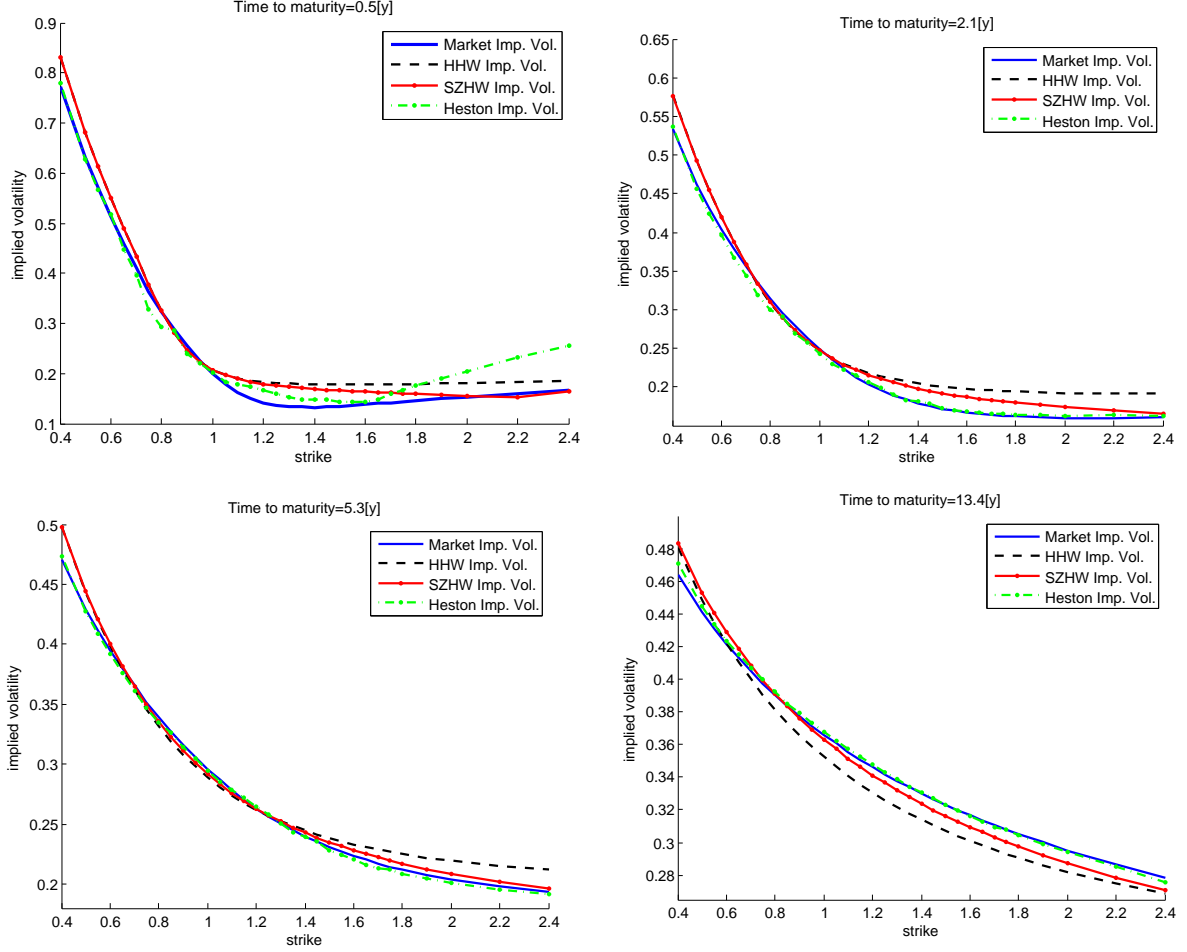 Time to maturity=0.5[y]
0.9
0.8
0.7
0.6
0.5
0.4
0.3
0.2
0.1
implied volatility
Market Imp. Vol.
HHW Imp. Vol.
SZHW Imp. Vol.
Heston Imp. Vol.
0.4 0.6 0.8 1 1.2 1.4 1.6 1.8 2 2.2 2.4
strike
Time to maturity=2.1[y]
0.65
0.6
0.55
0.5
0.45
0.4
0.35
0.3
0.25
0.2
implied volatility
Market Imp. Vol.
HHW Imp. Vol.
SZHW Imp. Vol.
Heston Imp. Vol.
0.4 0.6 0.8 1 1.2 1.4 1.6 1.8 2 2.2 2.4
strike
Time to maturity=5.3[y]
0.5
0.45
0.4
0.35
0.3
0.25
0.2
implied volatility
Market Imp. Vol.
HHW Imp. Vol.
SZHW Imp. Vol.
Heston Imp. Vol.
0.4 0.6 0.8 1 1.2 1.4 1.6 1.8 2 2.2 2.4
strike
Time to maturity=13.4[y]
0.48
0.46
0.44
0.42
0.4
0.38
0.36
0.34
0.32
0.3
0.28
implied volatility
Market Imp. Vol.
HHW Imp. Vol.
SZHW Imp. Vol.
Heston Imp. Vol.
0.4 0.6 0.8 1 1.2 1.4 1.6 1.8 2 2.2 2.4
strike